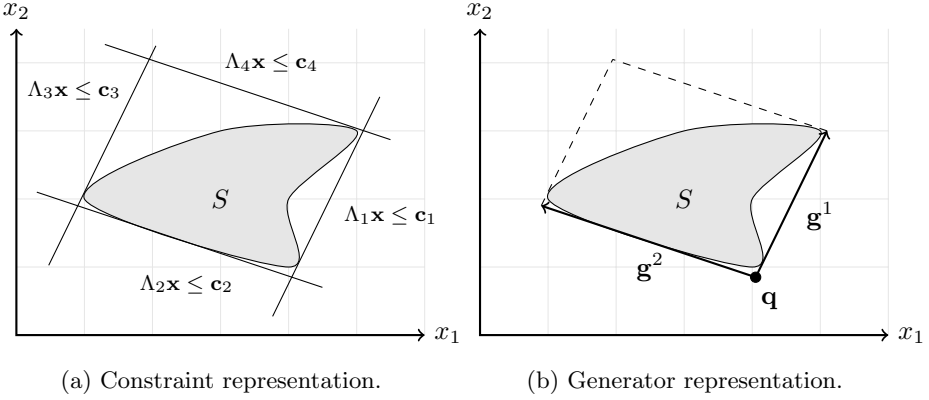 x₂
Λ₄x ≤ c₄
Λ₃x ≤ c₃
S
Λ₁x ≤ c₁
Λ₂x ≤ c₂
x₁
(a) Constraint representation.
x₂
S
g¹
g²
q
x₁
(b) Generator representation.